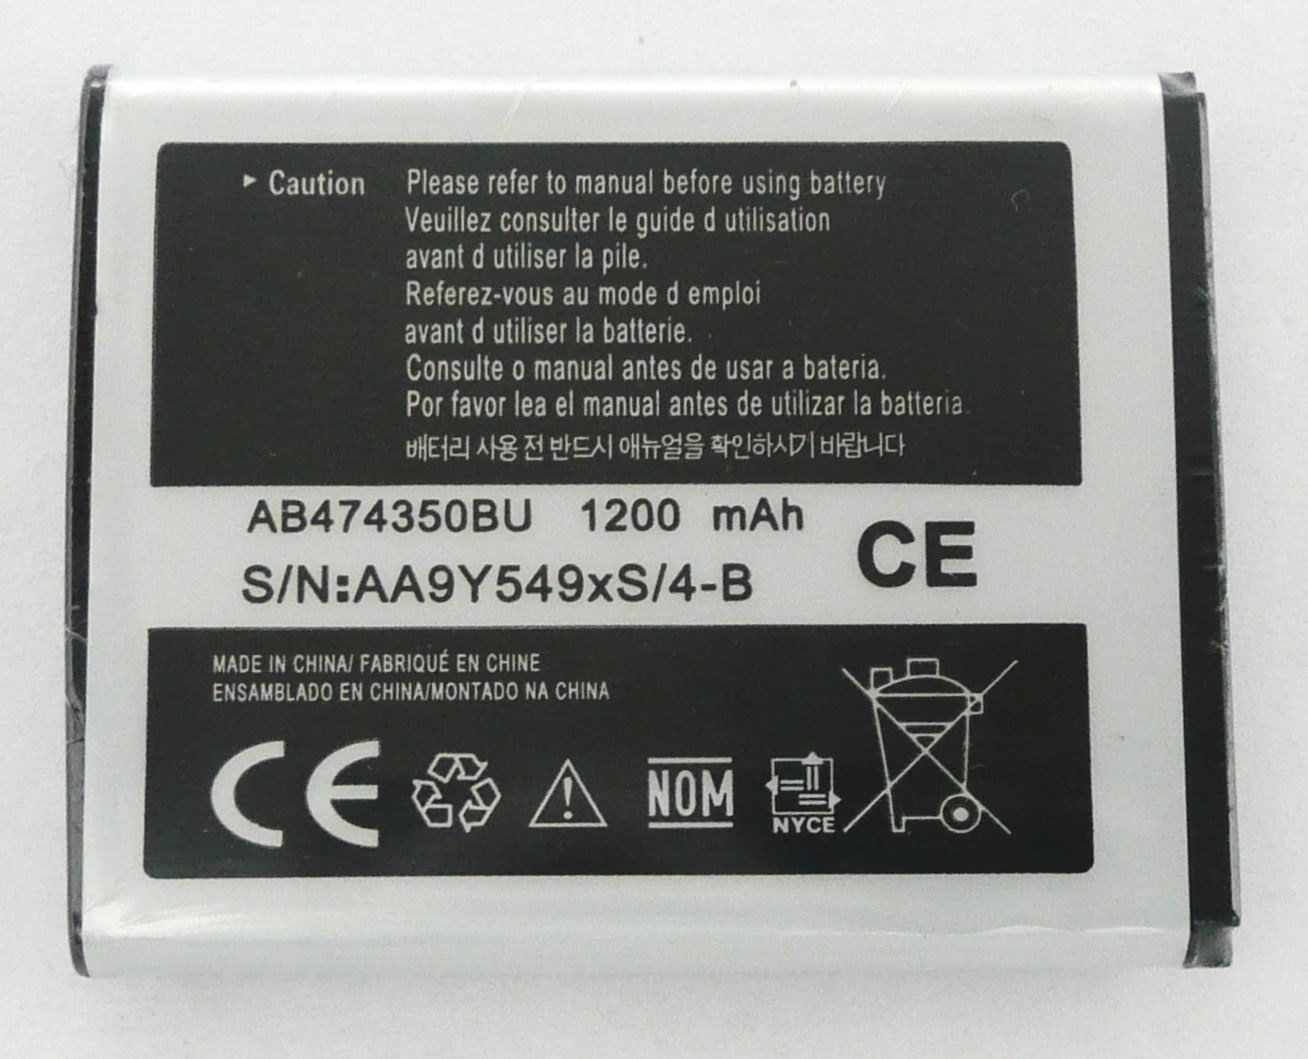 ▶ Caution Please refer to manual before using battery
Veuillez consulter le guide d utilisation
avant d utiliser la pile.
Referez-vous au mode d emploi
avant d utiliser la batterie.
Consulte o manual antes de usar a bateria.
Por favor lea el manual antes de utilizar la batteria.
배터리 사용 전 반드시 애뉴얼을 확인하시기 바랍니다
AB474350BU 1200 mAh
CE
S/N:AA9Y549xS/4-B
MADE IN CHINA/ FABRIQUÉ EN CHINE
ENSAMBLADO EN CHINA/MONTADO NA CHINA
CE NOM NYCE